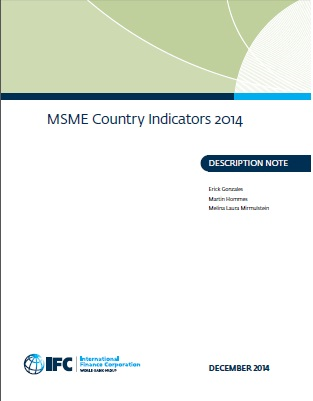 MSME Country Indicators 2014
DESCRIPTION NOTE
Erick Gonzales
Martin Hommes
Melina Laura Mirmulstein
IFC
International
Finance Corporation
WORLD BANK GROUP
DECEMBER 2014